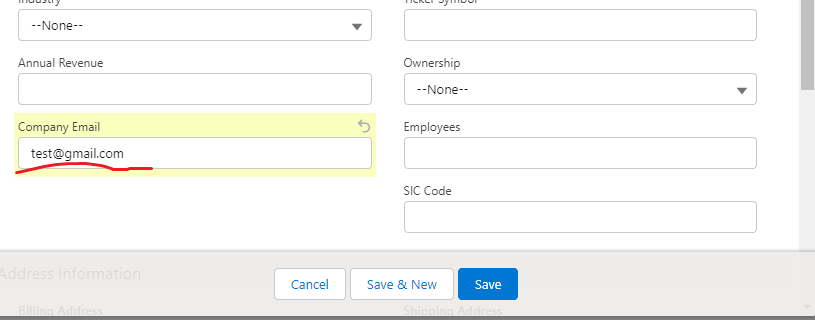 Industry
Ticker Symbol
--None--
Annual Revenue
Ownership
--None--
Company Email
Employees
test@gmail.com
SIC Code
Address Information
Cancel
Save & New
Save
Billing Address
Shipping Address